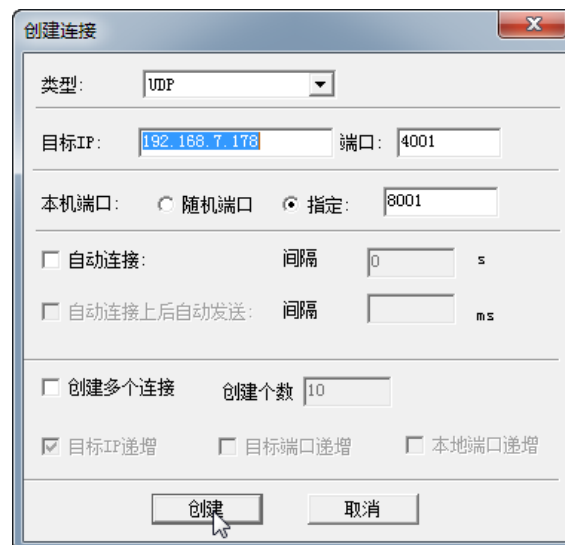 创建连接
类型: UDP
目标IP: 192.168.7.178 端口: 4001
本机端口: 随机端口 指定: 8001
自动连接: 间隔 0 s
自动连接上后自动发送: 间隔 ms
创建多个连接 创建个数 10
目标IP递增 目标端口递增 本地端口递增
创建 取消